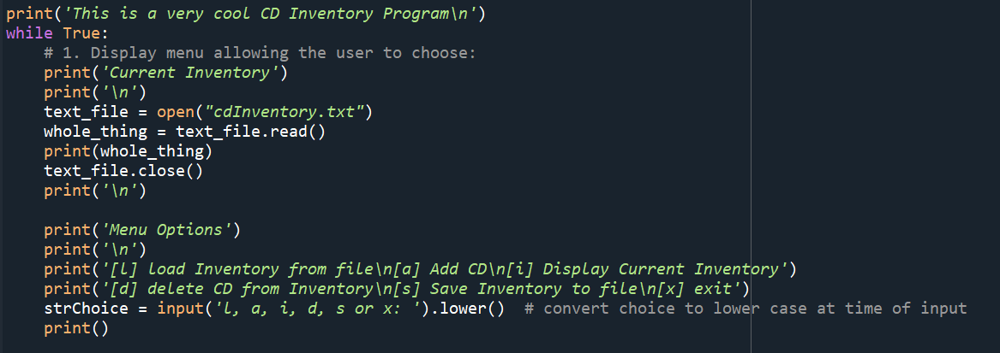 print('This is a very cool CD Inventory Program\n')
while True:
    # 1. Display menu allowing the user to choose:
    print('Current Inventory')
    print('\n')
    text_file = open("cdInventory.txt")
    whole_thing = text_file.read()
    print(whole_thing)
    text_file.close()
    print('\n')

    print('Menu Options')
    print('\n')
    print('[l] load Inventory from file\n[a] Add CD\n[i] Display Current Inventory')
    print('[d] delete CD from Inventory\n[s] Save Inventory to file\n[x] exit')
    strChoice = input('l, a, i, d, s or x: ').lower()  # convert choice to lower case at time of input
    print()